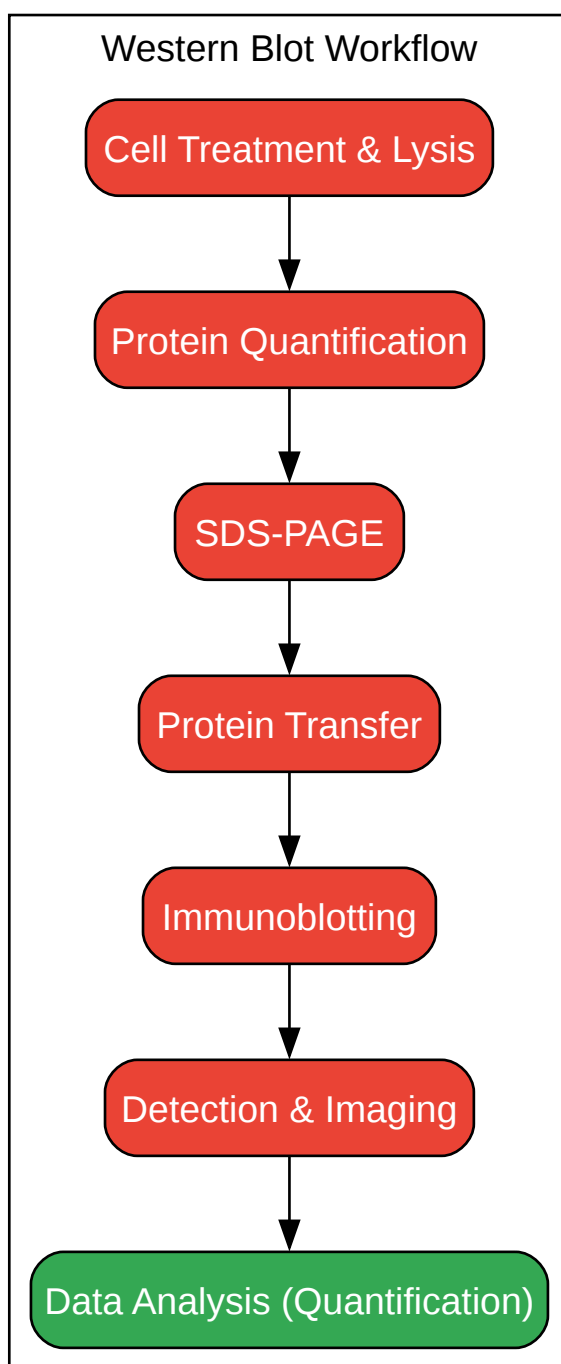 Western Blot Workflow
Cell Treatment & Lysis
Protein Quantification
SDS-PAGE
Protein Transfer
Immunoblotting
Detection & Imaging
Data Analysis (Quantification)